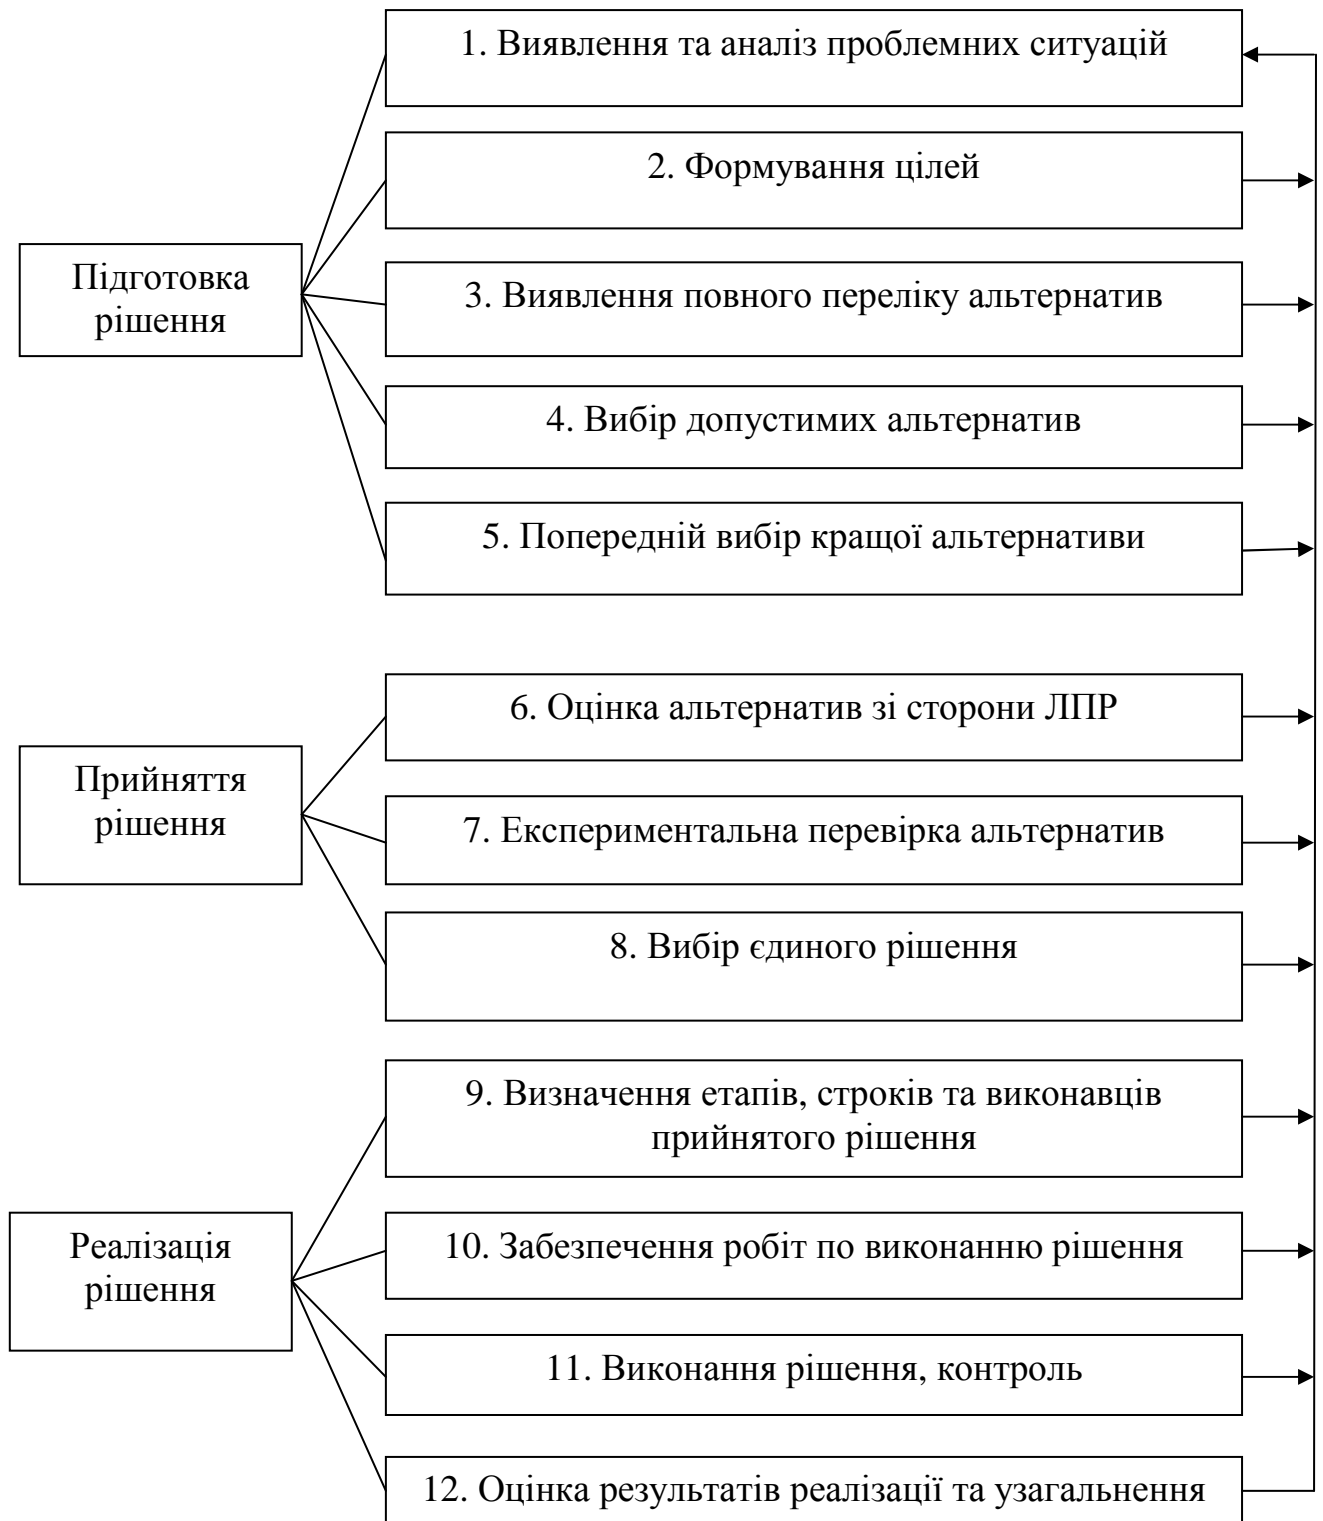 Підготовка
рішення
1. Виявлення та аналіз проблемних ситуацій
2. Формування цілей
3. Виявлення повного переліку альтернатив
4. Вибір допустимих альтернатив
5. Попередній вибір кращої альтернативи
Прийняття
рішення
6. Оцінка альтернатив зі сторони ЛПР
7. Експериментальна перевірка альтернатив
8. Вибір єдиного рішення
Реалізація
рішення
9. Визначення етапів, строків та виконавців
прийнятого рішення
10. Забезпечення робіт по виконанню рішення
11. Виконання рішення, контроль
12. Оцінка результатів реалізації та узагальнення